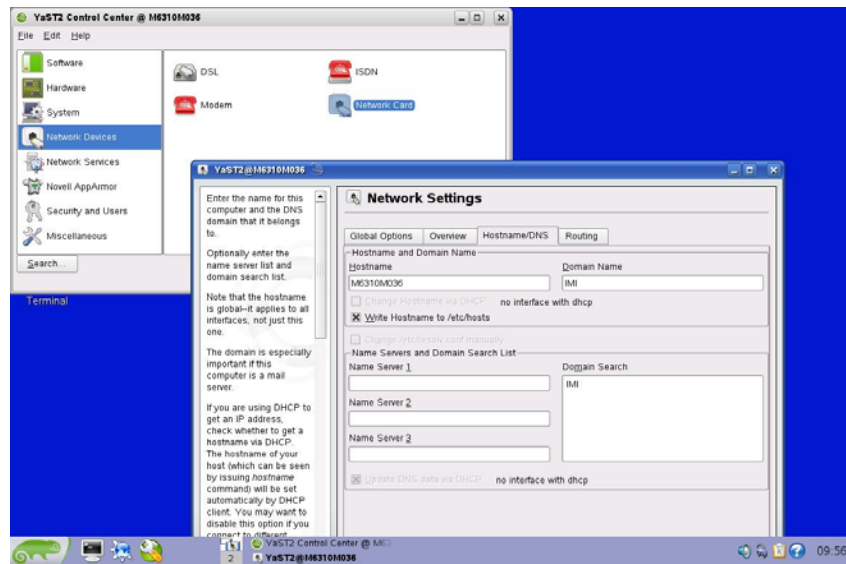 YaST2 Control Center @ M6310M036
File Edit Help
Software
Hardware
System
Network Devices
Network Services
Novell AppArmor
Security and Users
Miscellaneous
Search...
DSL
ISDN
Modem
Network Card
Terminal
YaST2@M6310M036
Enter the name for this
computer and the DNS
domain that it belongs
to.
Optionally enter the
name server list and
domain search list.
Note that the hostname
is global--it applies to all
interfaces, not just this
one.
The domain is especially
important if this
computer is a mail
server.
If you are using DHCP to
get an IP address,
check whether to get a
hostname via DHCP.
The hostname of your
host (which can be seen
by issuing hostname
command) will be set
automatically by DHCP
client. You may want to
disable this option if you
connect to different
Network Settings
Global Options Overview Hostname/DNS Routing
Hostname and Domain Name
Hostname Domain Name
M6310M036 IMI
Change Hostname via DHCP no interface with dhcp
Write Hostname to /etc/hosts
Change /etc/resolv.conf manually
Name Servers and Domain Search List
Name Server 1 Domain Search
IMI
Name Server 2
Name Server 3
Update DNS data via DHCP no interface with dhcp
2
YaST2 Control Center @ M6
YaST2@M6310M036
09:56